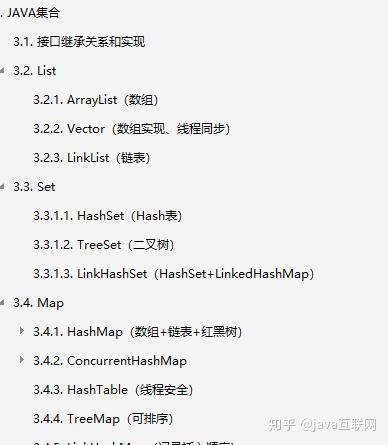 . JAVA集合
3.1. 接口继承关系和实现
3.2. List
3.2.1. ArrayList（数组）
3.2.2. Vector（数组实现、线程同步）
3.2.3. LinkList（链表）
3.3. Set
3.3.1.1. HashSet（Hash表）
3.3.1.2. TreeSet（二叉树）
3.3.1.3. LinkHashSet（HashSet+LinkedHashMap）
3.4. Map
3.4.1. HashMap（数组+链表+红黑树）
3.4.2. ConcurrentHashMap
3.4.3. HashTable（线程安全）
3.4.4. TreeMap（可排序）
知乎 @java互联网